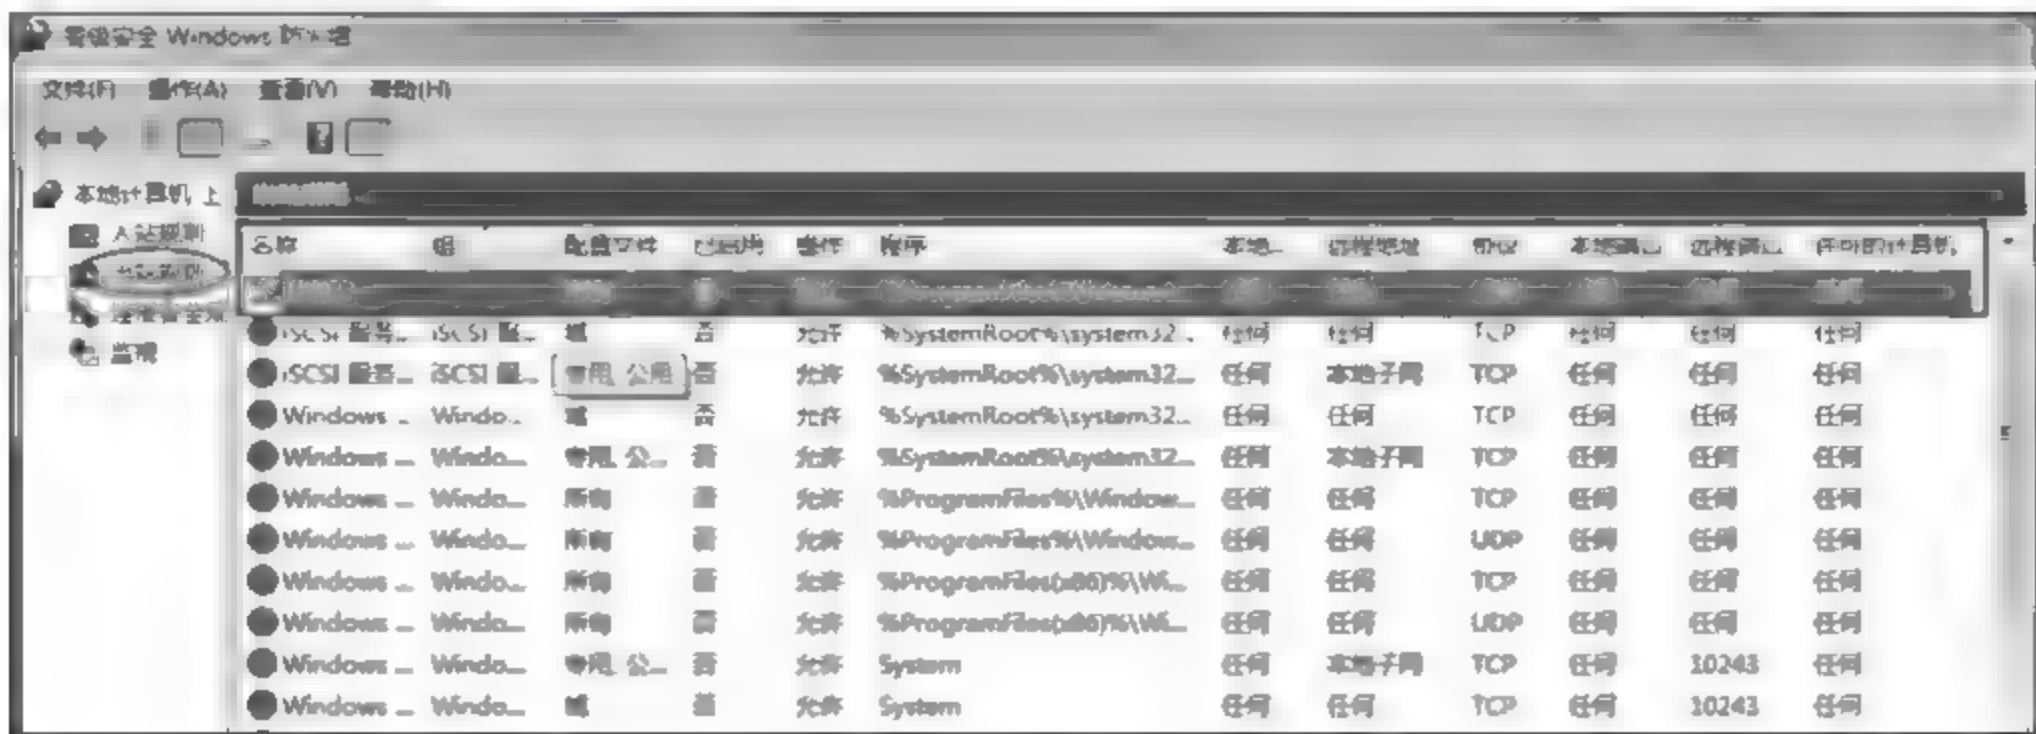 高级安全 Windows 防火墙
文件(F) 操作(A) 查看(V) 帮助(H)
本地计算机 上
入站规则
监视
名称 组 配置文件 已启用 操作 程序 本地... 远程地址 协议 本地端口 远程端口 许可的计算机
iSCSI 服务... iSCSI 服... 域 否 允许 %SystemRoot%\system32... 任何 任何 TCP 任何 任何 任何
iSCSI 服务... iSCSI 服... 专用, 公用 否 允许 %SystemRoot%\system32... 任何 本地子网 TCP 任何 任何 任何
Windows ... Windo... 域 否 允许 %SystemRoot%\system32... 任何 任何 TCP 任何 任何 任何
Windows ... Windo... 专用, 公... 否 允许 %SystemRoot%\system32... 任何 本地子网 TCP 任何 任何 任何
Windows ... Windo... 所有 否 允许 %ProgramFiles%\Window... 任何 任何 TCP 任何 任何 任何
Windows ... Windo... 所有 否 允许 %ProgramFiles%\Window... 任何 任何 UDP 任何 任何 任何
Windows ... Windo... 所有 否 允许 %ProgramFiles(x86)%\Wi... 任何 任何 TCP 任何 任何 任何
Windows ... Windo... 所有 否 允许 %ProgramFiles(x86)%\Wi... 任何 任何 UDP 任何 任何 任何
Windows ... Windo... 专用, 公... 否 允许 System 任何 本地子网 TCP 任何 10243 任何
Windows ... Windo... 域 否 允许 System 任何 任何 TCP 任何 10243 任何